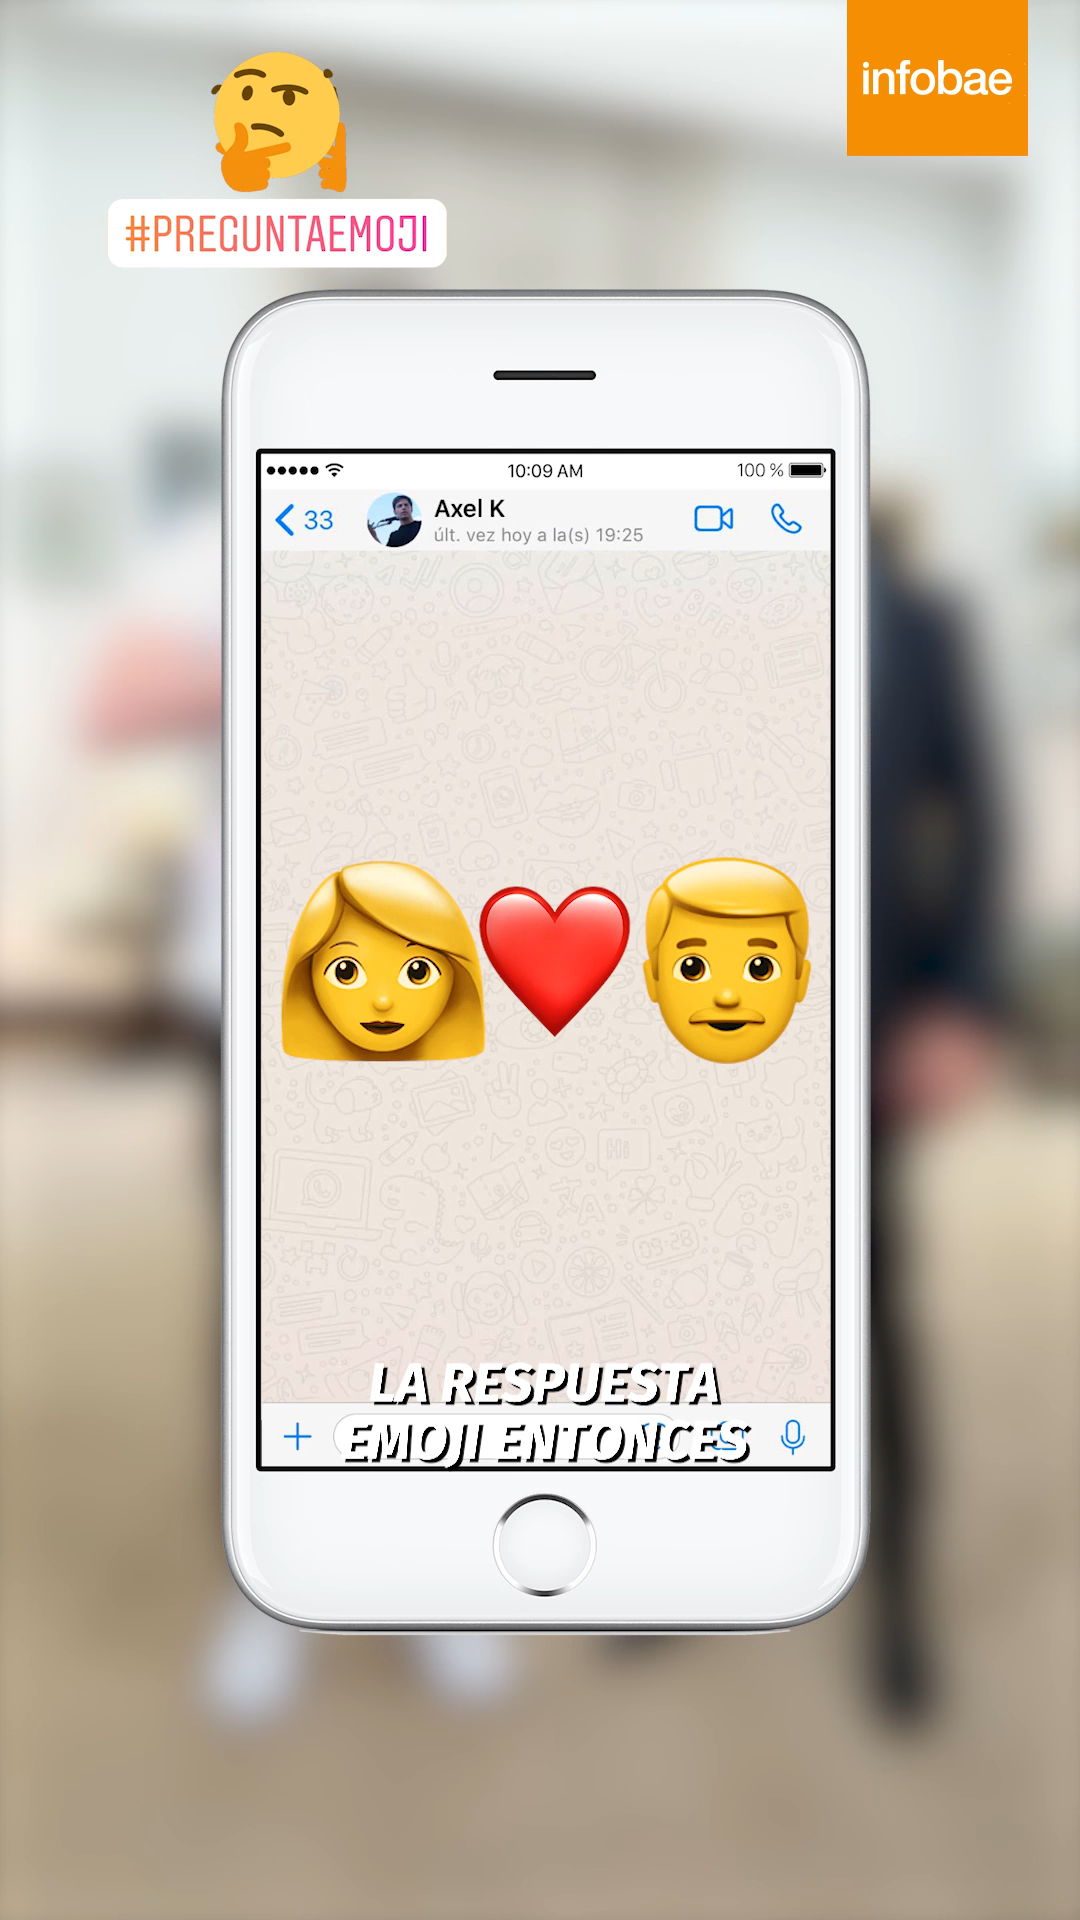 infobae
#PREGUNTAEMOJI
10:09 AM
100 %
33
Axel K
últ. vez hoy a la(s) 19:25
LA RESPUESTA
EMOJI ENTONCES